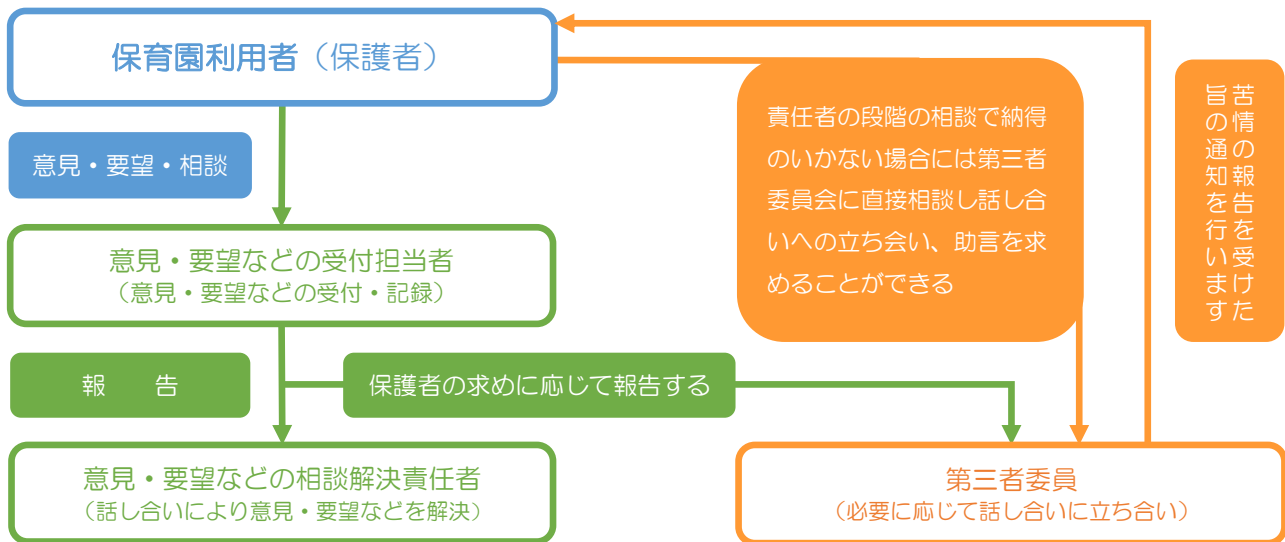 保育園利用者（保護者）
意見・要望・相談
責任者の段階の相談で納得
のいかない場合には第三者
委員会に直接相談し話し合
いへの立ち会い、助言を求
めることができる
苦情の報告を受けた
旨の通知を行います
意見・要望などの受付担当者
（意見・要望などの受付・記録）
報　　告
保護者の求めに応じて報告する
意見・要望などの相談解決責任者
（話し合いにより意見・要望などを解決）
第三者委員
（必要に応じて話し合いに立ち合い）